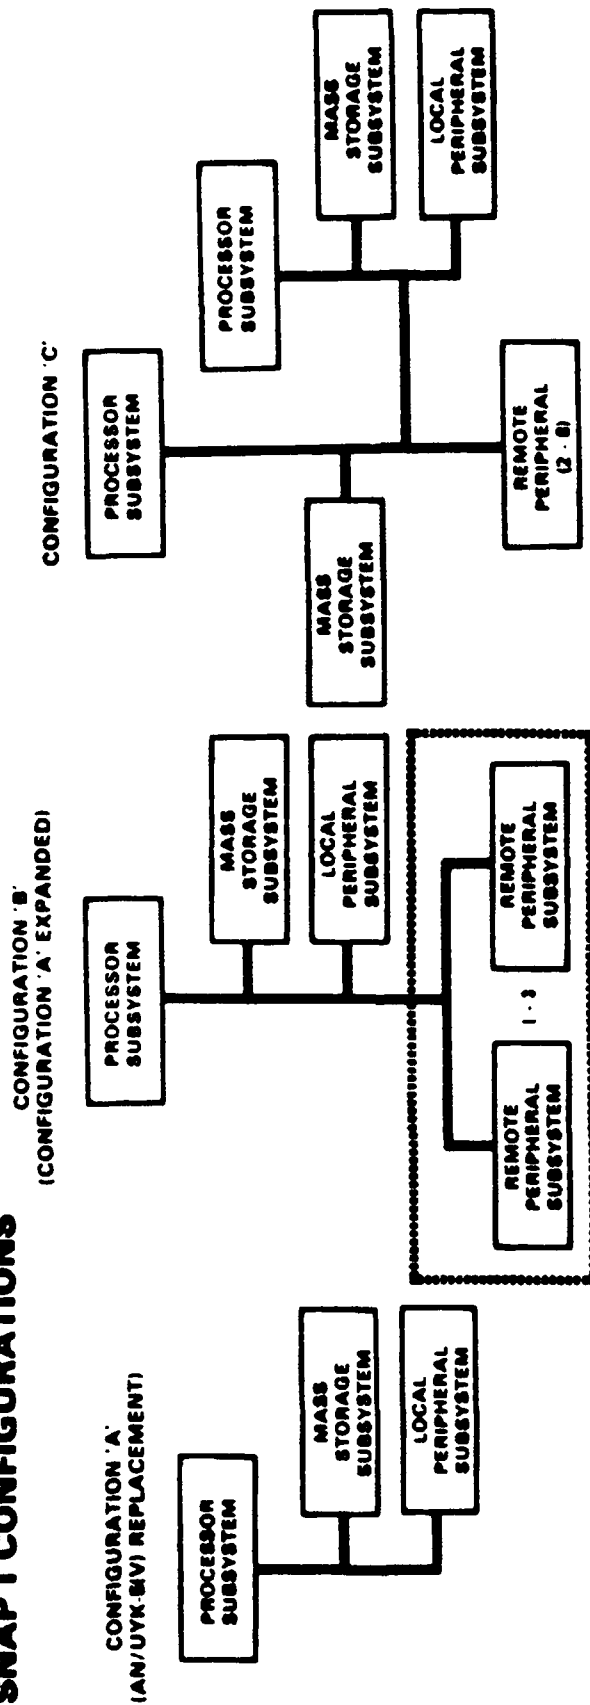 SNAP I CONFIGURATIONS
CONFIGURATION 'A'
(AN/UYK-5(V) REPLACEMENT)
PROCESSOR
SUBSYSTEM
MASS
STORAGE
SUBSYSTEM
LOCAL
PERIPHERAL
SUBSYSTEM
CONFIGURATION 'B'
(CONFIGURATION 'A' EXPANDED)
PROCESSOR
SUBSYSTEM
MASS
STORAGE
SUBSYSTEM
LOCAL
PERIPHERAL
SUBSYSTEM
REMOTE
PERIPHERAL
SUBSYSTEM
1 - 3
REMOTE
PERIPHERAL
SUBSYSTEM
CONFIGURATION 'C'
PROCESSOR
SUBSYSTEM
PROCESSOR
SUBSYSTEM
MASS
STORAGE
SUBSYSTEM
MASS
STORAGE
SUBSYSTEM
LOCAL
PERIPHERAL
SUBSYSTEM
REMOTE
PERIPHERAL
(2 - 8)